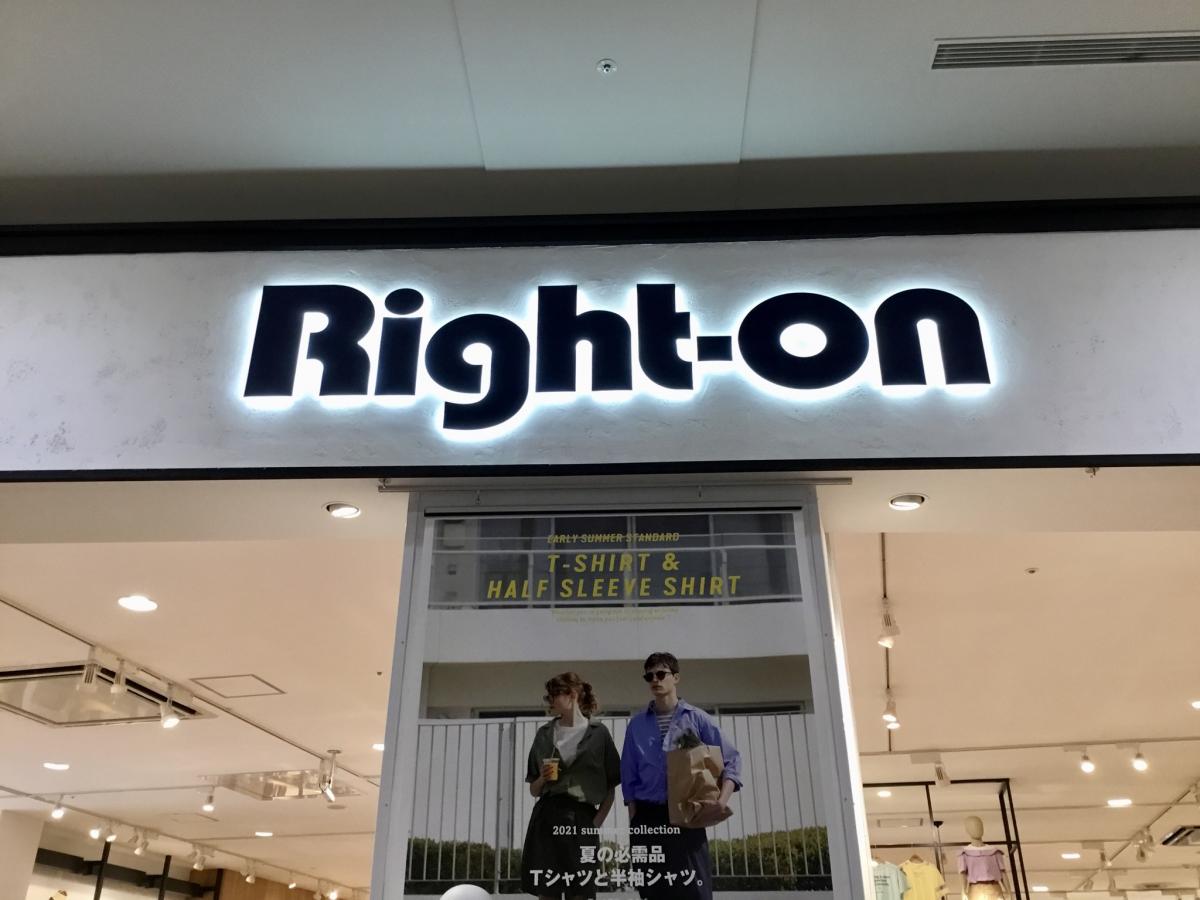 Right-on
EARLY SUMMER STANDARD
T-SHIRT &
HALF SLEEVE SHIRT
2021 summer collection
夏の必需品
Tシャツと半袖シャツ。